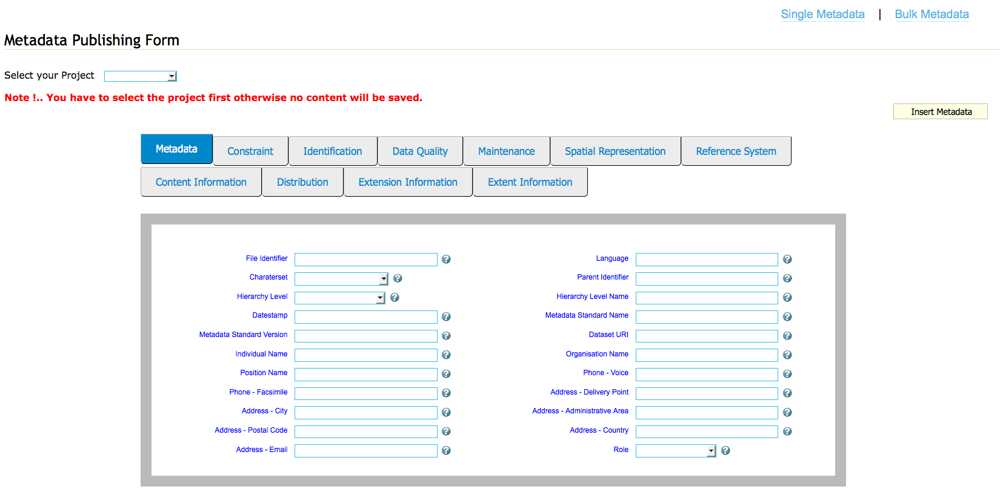 Single Metadata | Bulk Metadata
Metadata Publishing Form
Select your Project
Note !.. You have to select the project first otherwise no content will be saved.
Insert Metadata
Metadata Constraint Identification Data Quality Maintenance Spatial Representation Reference System
Content Information Distribution Extension Information Extent Information
File Identifier Language
Charaterset Parent Identifier
Hierarchy Level Hierarchy Level Name
Datestamp Metadata Standard Name
Metadata Standard Version Dataset URI
Individual Name Organisation Name
Position Name Phone - Voice
Phone - Facsimile Address - Delivery Point
Address - City Address - Administrative Area
Address - Postal Code Address - Country
Address - Email Role